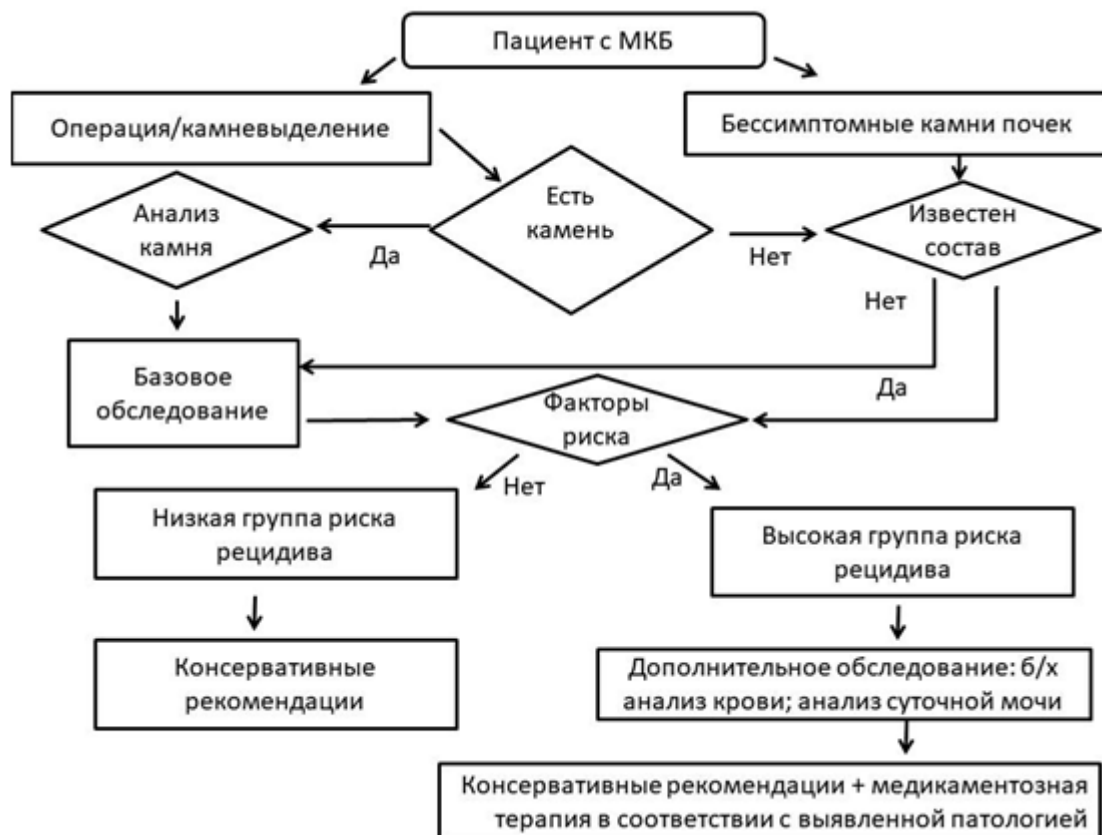 Пациент с МКБ
Операция/камневыделение
Бессимптомные камни почек
Есть
камень
Анализ
камня
Да
Нет
Известен
состав
Нет
Базовое
обследование
Да
Факторы
риска
Нет
Да
Низкая группа риска
рецидива
Высокая группа риска
рецидива
Консервативные
рекомендации
Дополнительное обследование: б/х
анализ крови; анализ суточной мочи
Консервативные рекомендации + медикаментозная
терапия в соответствии с выявленной патологией